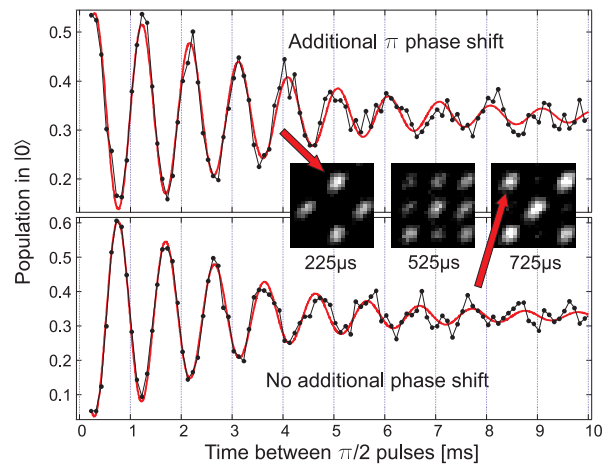 0.5
Additional π phase shift
0.4
0.3
0.2
Population in |0⟩
0.6
225μs
525μs
725μs
0.5
0.4
0.3
0.2
No additional phase shift
0.1
0 1 2 3 4 5 6 7 8 9 10
Time between π/2 pulses [ms]